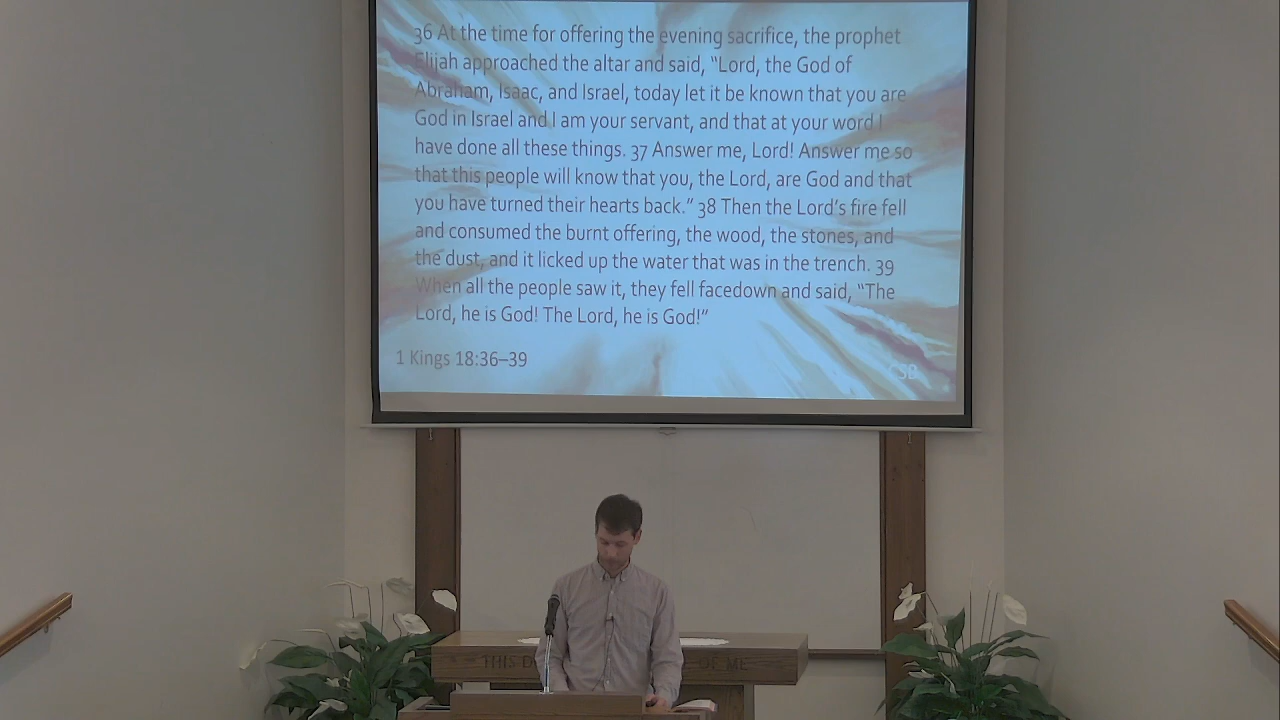 36 At the time for offering the evening sacrifice, the prophet
Elijah approached the altar and said, “Lord, the God of
Abraham, Isaac, and Israel, today let it be known that you are
God in Israel and I am your servant, and that at your word I
have done all these things. 37 Answer me, Lord! Answer me so
that this people will know that you, the Lord, are God and that
you have turned their hearts back.” 38 Then the Lord’s fire fell
and consumed the burnt offering, the wood, the stones, and
the dust, and it licked up the water that was in the trench. 39
When all the people saw it, they fell facedown and said, “The
Lord, he is God! The Lord, he is God!”
1 Kings 18:36–39
CSB
THIS OF ME